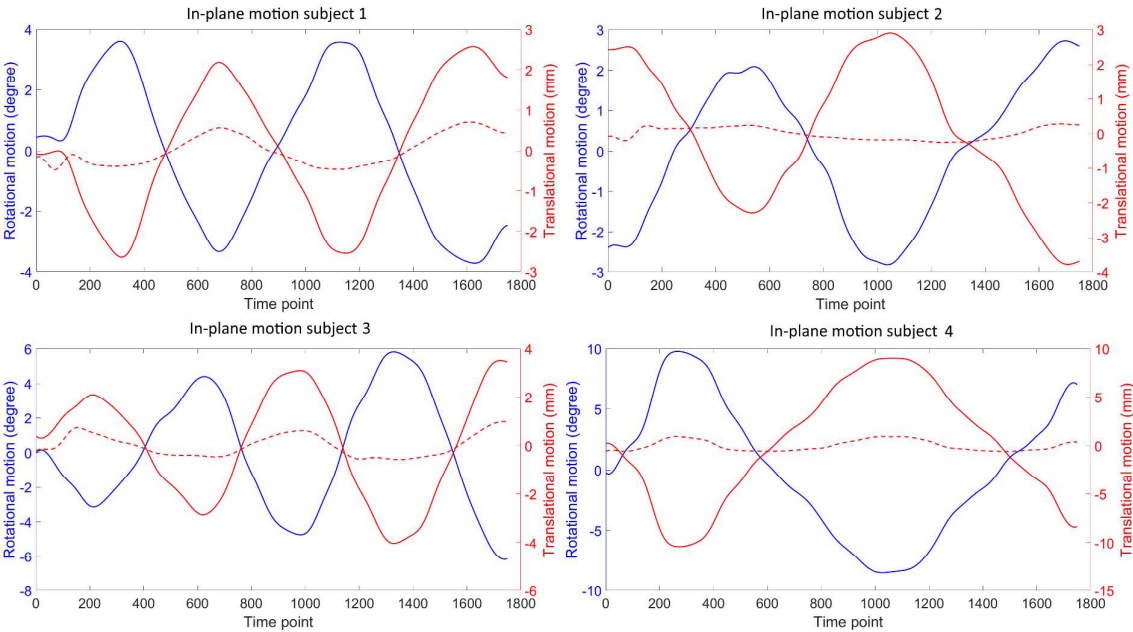 In-plane motion subject 1
Rotational motion (degree)
4
2
0
-2
-4
3
2
1
0
-1
-2
-3
Translational motion (mm)
0 200 400 600 800 1000 1200 1400 1600 1800
Time point
In-plane motion subject 2
Rotational motion (degree)
3
2
1
0
-1
-2
-3
3
2
1
0
-1
-2
-3
-4
Translational motion (mm)
0 200 400 600 800 1000 1200 1400 1600 1800
Time point
In-plane motion subject 3
Rotational motion (degree)
6
4
2
0
-2
-4
-6
-8
4
2
0
-2
-4
-6
Translational motion (mm)
0 200 400 600 800 1000 1200 1400 1600 1800
Time point
In-plane motion subject 4
Rotational motion (degree)
10
5
0
-5
-10
10
5
0
-5
-10
-15
Translational motion (mm)
0 200 400 600 800 1000 1200 1400 1600 1800
Time point